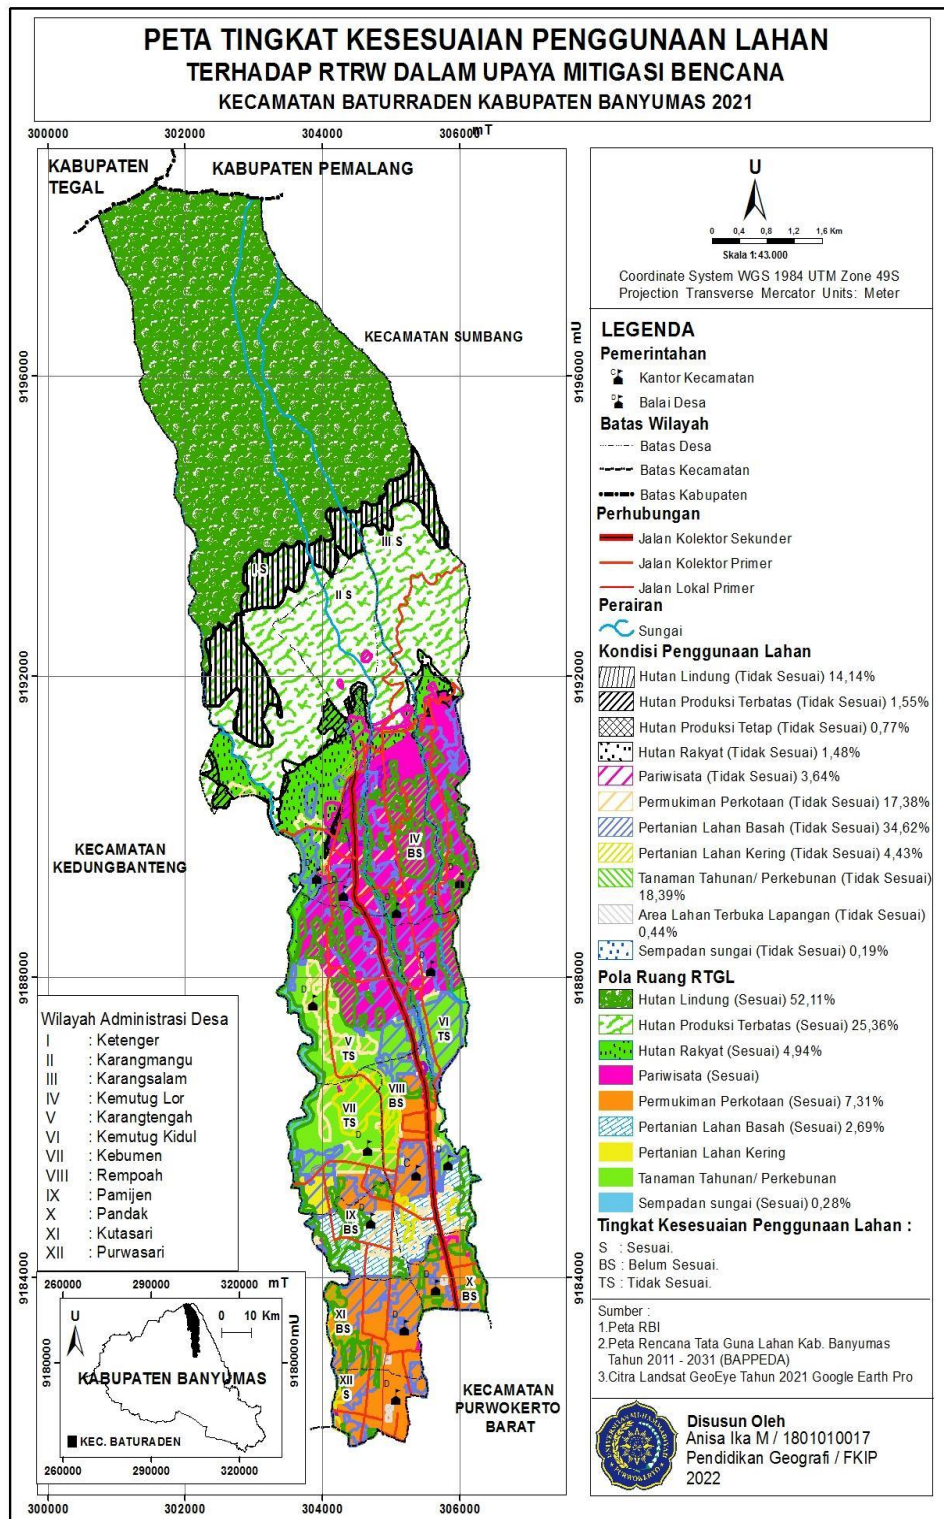 PETA TINGKAT KESESUAIAN PENGGUNAAN LAHAN
TERHADAP RTRW DALAM UPAYA MITIGASI BENCANA
KECAMATAN BATURRADEN KABUPATEN BANYUMAS 2021
300000 302000 304000 306000 mT
KABUPATEN TEGAL
KABUPATEN PEMALANG
KECAMATAN SUMBANG
9196000
9196000 mU
I S
II S
III S
9192000
9192000
KECAMATAN KEDUNGBANTENG
IV BS
9188000
9188000
V TS
VI TS
VII TS
VIII BS
IX BS
X BS
9184000
9184000
XI BS
XII S
9180000
9180000 mU
KECAMATAN PURWOKERTO BARAT
300000 302000 304000 306000
Wilayah Administrasi Desa
I : Ketenger
II : Karangmangu
III : Karangsalam
IV : Kemutug Lor
V : Karangtengah
VI : Kemutug Kidul
VII : Kebumen
VIII : Rempoah
IX : Pamijen
X : Pandak
XI : Kutasari
XII : Purwasari
260000 290000 320000 mT
U
0 10 Km
KABUPATEN BANYUMAS
KEC. BATURADEN
260000 290000 320000
U
0 0,4 0,8 1,2 1,6 Km
Skala 1:43.000
Coordinate System WGS 1984 UTM Zone 49S
Projection Transverse Mercator Units: Meter
LEGENDA
Pemerintahan
C Kantor Kecamatan
D Balai Desa
Batas Wilayah
Batas Desa
Batas Kecamatan
Batas Kabupaten
Perhubungan
Jalan Kolektor Sekunder
Jalan Kolektor Primer
Jalan Lokal Primer
Perairan
Sungai
Kondisi Penggunaan Lahan
Hutan Lindung (Tidak Sesuai) 14,14%
Hutan Produksi Terbatas (Tidak Sesuai) 1,55%
Hutan Produksi Tetap (Tidak Sesuai) 0,77%
Hutan Rakyat (Tidak Sesuai) 1,48%
Pariwisata (Tidak Sesuai) 3,64%
Permukiman Perkotaan (Tidak Sesuai) 17,38%
Pertanian Lahan Basah (Tidak Sesuai) 34,62%
Pertanian Lahan Kering (Tidak Sesuai) 4,43%
Tanaman Tahunan/ Perkebunan (Tidak Sesuai)
18,39%
Area Lahan Terbuka Lapangan (Tidak Sesuai)
0,44%
Sempadan sungai (Tidak Sesuai) 0,19%
Pola Ruang RTGL
Hutan Lindung (Sesuai) 52,11%
Hutan Produksi Terbatas (Sesuai) 25,36%
Hutan Rakyat (Sesuai) 4,94%
Pariwisata (Sesuai)
Permukiman Perkotaan (Sesuai) 7,31%
Pertanian Lahan Basah (Sesuai) 2,69%
Pertanian Lahan Kering
Tanaman Tahunan/ Perkebunan
Sempadan sungai (Sesuai) 0,28%
Tingkat Kesesuaian Penggunaan Lahan :
S : Sesuai.
BS : Belum Sesuai.
TS : Tidak Sesuai.
Sumber :
1.Peta RBI
2.Peta Rencana Tata Guna Lahan Kab. Banyumas
Tahun 2011 - 2031 (BAPPEDA)
3.Citra Landsat GeoEye Tahun 2021 Google Earth Pro
Disusun Oleh
Anisa Ika M / 1801010017
Pendidikan Geografi / FKIP
2022